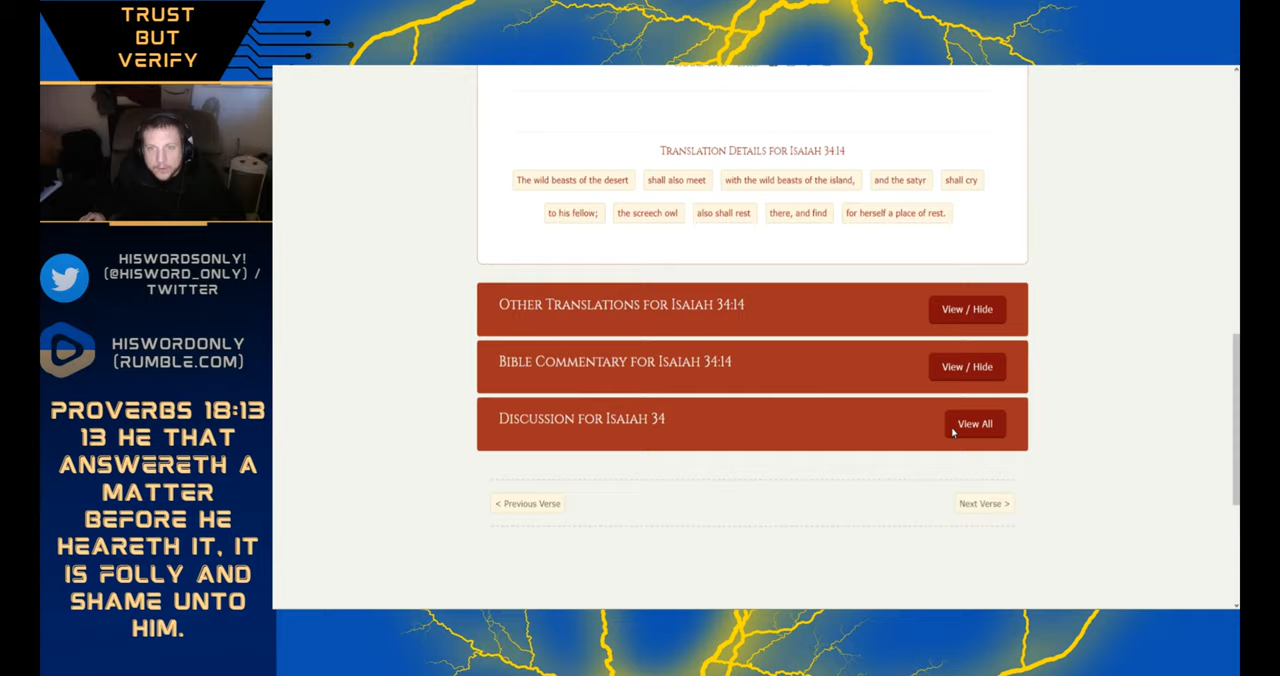 TRUST
BUT
VERIFY
HISWORDSONLY!
(@HISWORD_ONLY) /
TWITTER
HISWORDONLY
(RUMBLE.COM)
PROVERBS 18:13
13 HE THAT
ANSWERETH A
MATTER
BEFORE HE
HEARETH IT, IT
IS FOLLY AND
SHAME UNTO
HIM.
Translation Details for Isaiah 34:14
The wild beasts of the desert shall also meet with the wild beasts of the island, and the satyr shall cry
to his fellow; the screech owl also shall rest there, and find for herself a place of rest.
Other Translations for Isaiah 34:14 View / Hide
Bible Commentary for Isaiah 34:14 View / Hide
Discussion for Isaiah 34 View All
< Previous Verse Next Verse >